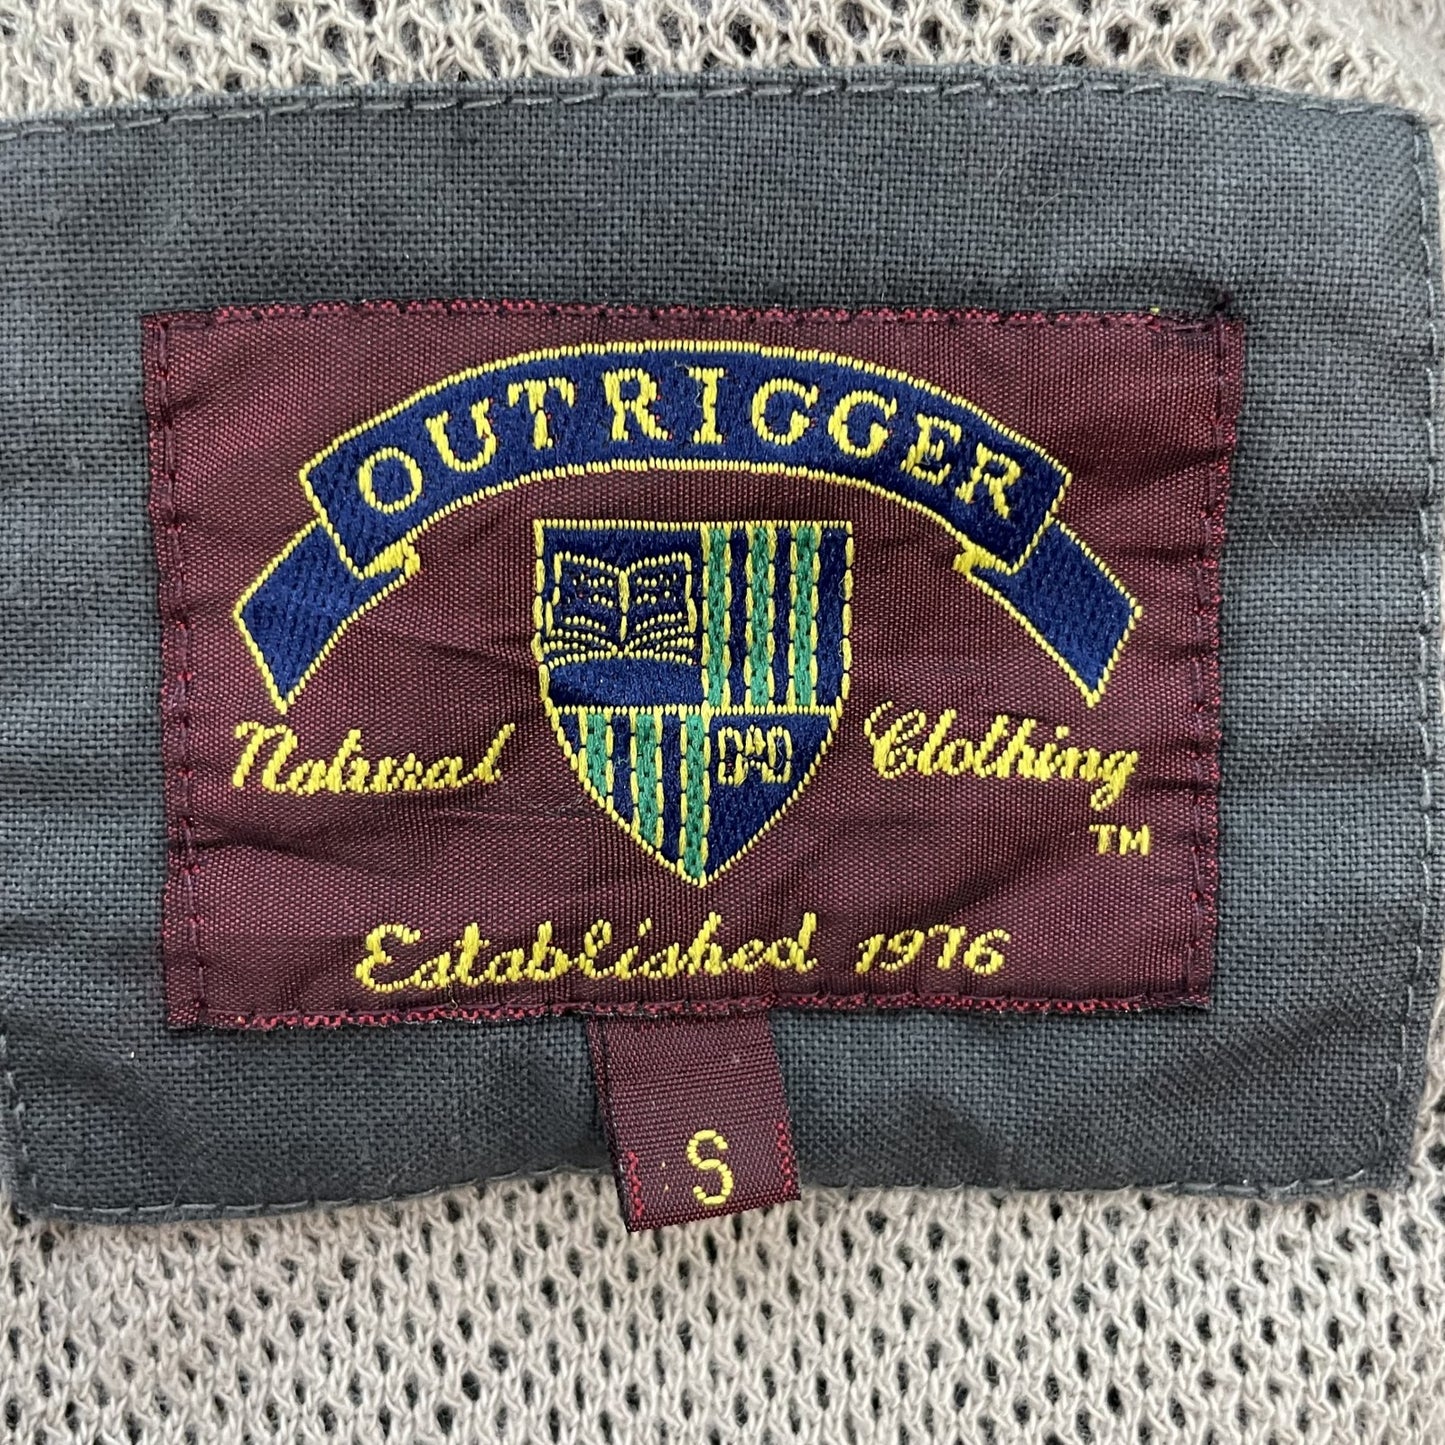 OUTRIGGER
Natural Clothing
TM
Established 1976
S